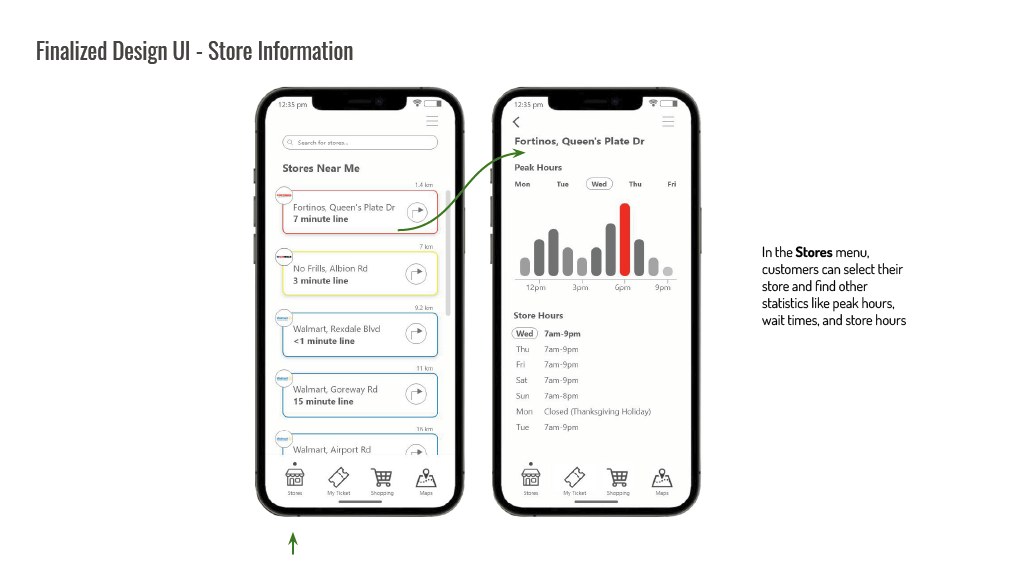 Finalized Design UI - Store Information
12:35 pm
Search for stores...
Stores Near Me
1.4 km
Fortinos, Queen's Plate Dr
7 minute line
7 km
No Frills, Albion Rd
3 minute line
9.2 km
Walmart, Rexdale Blvd
<1 minute line
11 km
Walmart, Goreway Rd
15 minute line
16 km
Walmart, Airport Rd
Stores My Ticket Shopping Maps
12:35 pm
Fortinos, Queen's Plate Dr
Peak Hours
Mon Tue Wed Thu Fri
12pm 3pm 6pm 9pm
Store Hours
Wed 7am-9pm
Thu 7am-9pm
Fri 7am-9pm
Sat 7am-9pm
Sun 7am-8pm
Mon Closed (Thanksgiving Holiday)
Tue 7am-9pm
Stores My Ticket Shopping Maps
In the Stores menu,
customers can select their
store and find other
statistics like peak hours,
wait times, and store hours